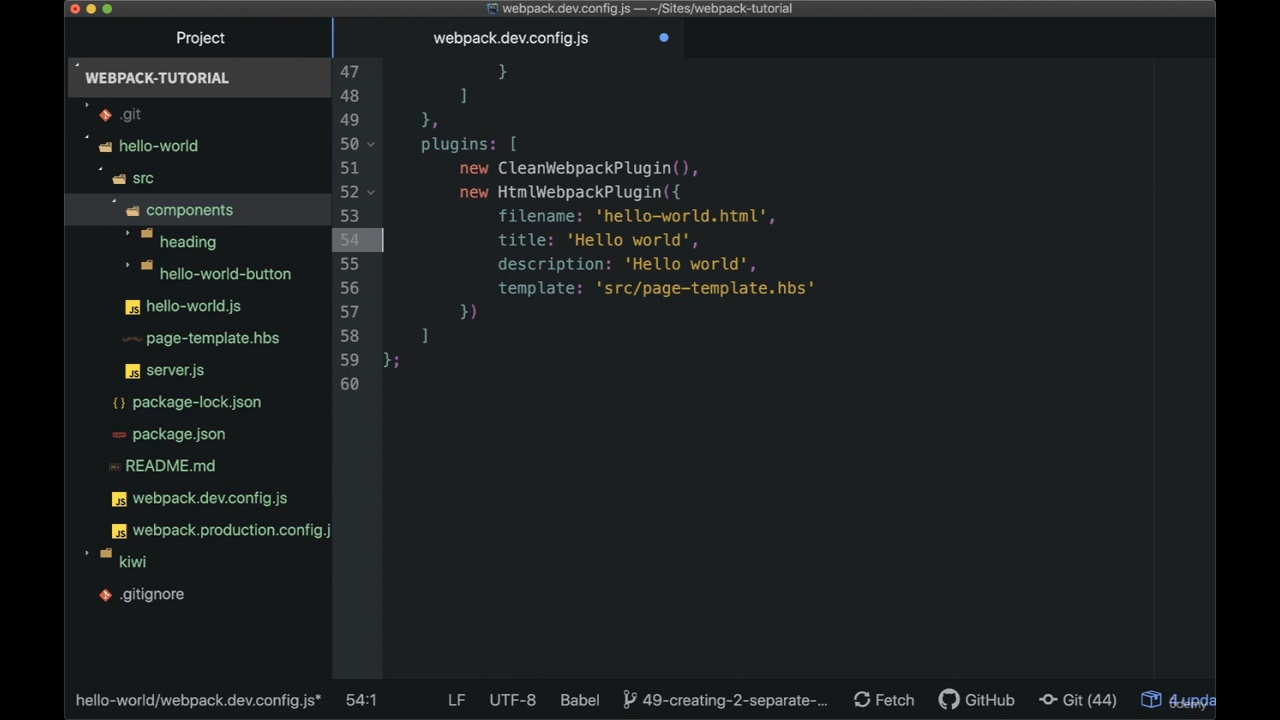 webpack.dev.config.js — ~/Sites/webpack-tutorial
Project
webpack.dev.config.js
WEBPACK-TUTORIAL
.git
hello-world
src
components
heading
hello-world-button
hello-world.js
page-template.hbs
server.js
package-lock.json
package.json
README.md
webpack.dev.config.js
webpack.production.config.j
kiwi
.gitignore
47 }
48 ]
49 },
50 plugins: [
51 new CleanWebpackPlugin(),
52 new HtmlWebpackPlugin({
53 filename: 'hello-world.html',
54 title: 'Hello world',
55 description: 'Hello world',
56 template: 'src/page-template.hbs'
57 })
58 ]
59 };
60
hello-world/webpack.dev.config.js* 54:1 LF UTF-8 Babel 49-creating-2-separate-... Fetch GitHub Git (44) 4 upda